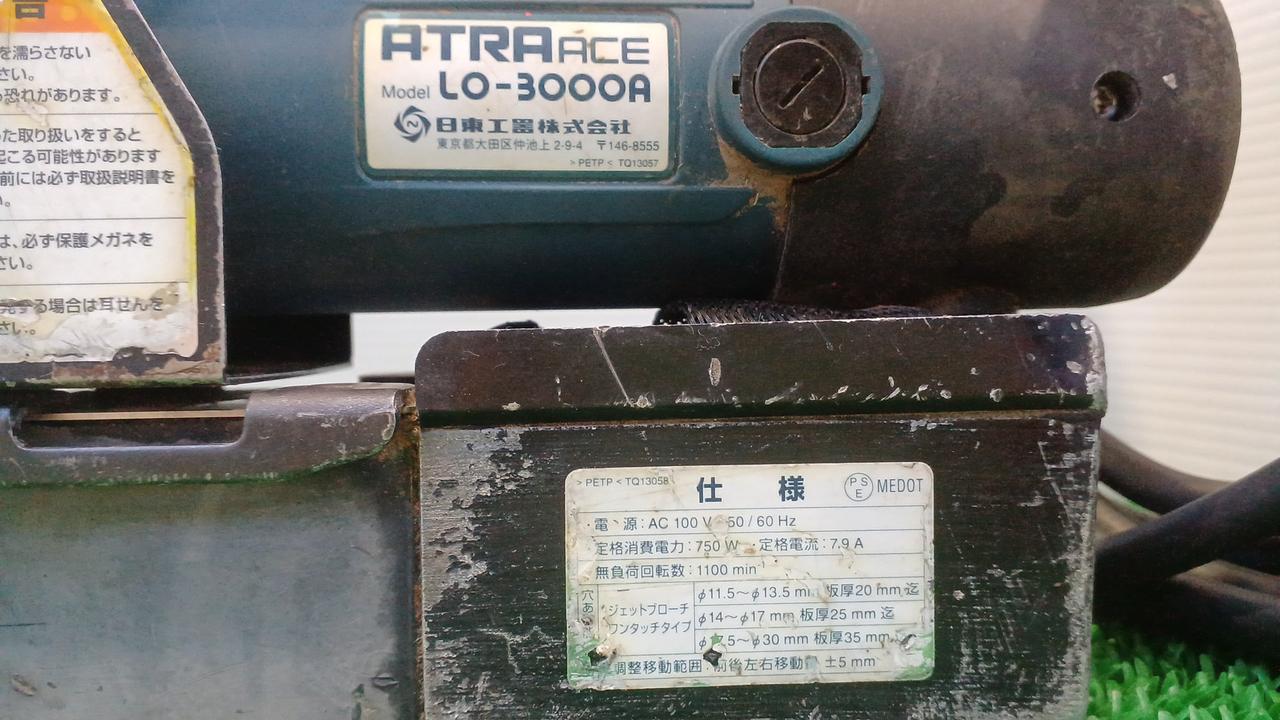 告
を濡らさない
さい。
恐れがあります。
た取り扱いをすると
起こる可能性があります
前には必ず取扱説明書を
い。
は、必ず保護メガネを
さい。
する場合は耳せんを
さい。
ATRA ACE
Model LO-3000A
日東工器株式会社
東京都大田区仲池上 2-9-4 〒146-8555
> PETP < TQ13057
> PETP < TQ13058 仕 様 PSE MEDOT
電 源 : AC 100 V 50 / 60 Hz
定格消費電力 : 750 W ・定格電流 : 7.9 A
無負荷回転数 : 1100 min
穴あ
ジェットブローチ
ワンタッチタイプ
φ11.5～φ13.5 mm 板厚20 mm 迄
φ14～φ17 mm 板厚25 mm 迄
.5～φ30 mm 板厚35 mm
調整移動範囲 前後左右移動 ±5 mm